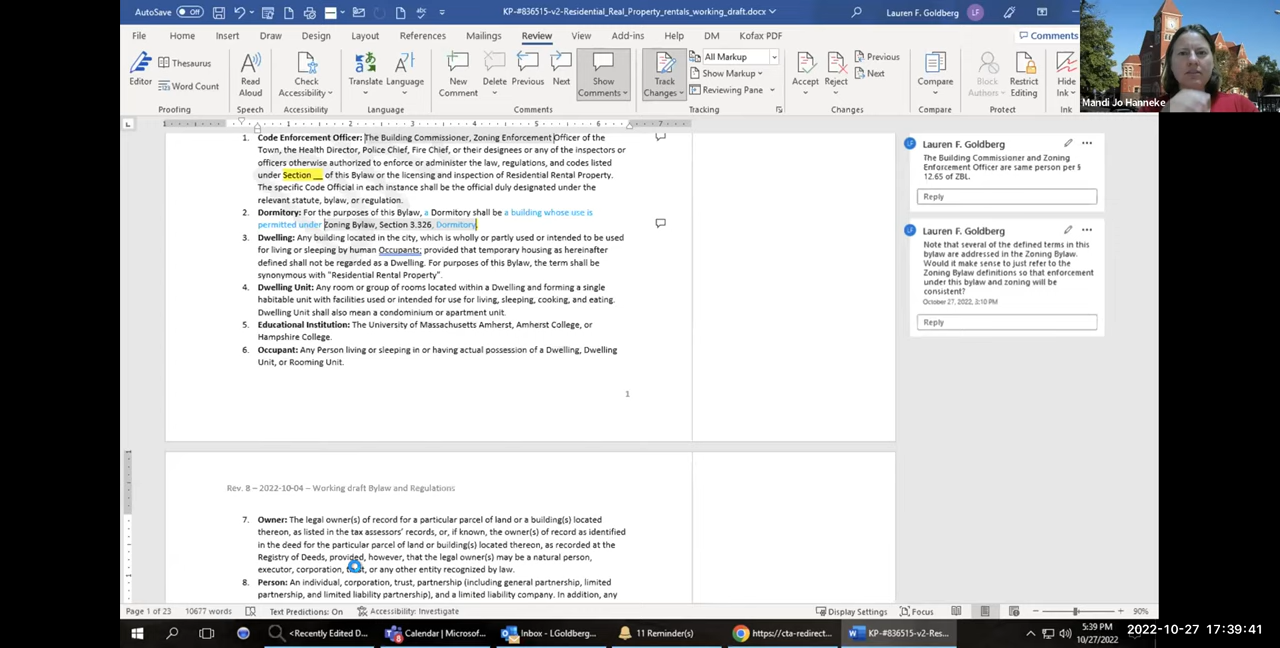 AutoSave Off
KP-#836515-v2-Residential_Real_Property_rentals_working_draft.docx
Lauren F. Goldberg LF
File Home Insert Draw Design Layout References Mailings Review View Add-ins Help DM Kofax PDF Comments
Editor
Thesaurus
Word Count
Proofing
Read Aloud
Speech
Check Accessibility
Accessibility
Translate Language
Language
New Comment
Delete
Previous
Next
Show Comments
Comments
Track Changes
All Markup
Show Markup
Reviewing Pane
Tracking
Accept
Reject
Previous
Next
Changes
Compare
Compare
Block Authors
Restrict Editing
Protect
Hide Ink
Ink
Mandi Jo Hanneke
1. Code Enforcement Officer: The Building Commissioner, Zoning Enforcement Officer of the
Town, the Health Director, Police Chief, Fire Chief, or their designees or any of the inspectors or
officers otherwise authorized to enforce or administer the law, regulations, and codes listed
under Section __ of this Bylaw or the licensing and inspection of Residential Rental Property.
The specific Code Official in each instance shall be the official duly designated under the
relevant statute, bylaw, or regulation.
2. Dormitory: For the purposes of this Bylaw, a Dormitory shall be a building whose use is
permitted under Zoning Bylaw, Section 3.326, Dormitory.
3. Dwelling: Any building located in the city, which is wholly or partly used or intended to be used
for living or sleeping by human Occupants; provided that temporary housing as hereinafter
defined shall not be regarded as a Dwelling. For purposes of this Bylaw, the term shall be
synonymous with "Residential Rental Property".
4. Dwelling Unit: Any room or group of rooms located within a Dwelling and forming a single
habitable unit with facilities used or intended for use for living, sleeping, cooking, and eating.
Dwelling Unit shall also mean a condominium or apartment unit.
5. Educational Institution: The University of Massachusetts Amherst, Amherst College, or
Hampshire College.
6. Occupant: Any Person living or sleeping in or having actual possession of a Dwelling, Dwelling
Unit, or Rooming Unit.
1
Rev. 8 – 2022-10-04 – Working draft Bylaw and Regulations
7. Owner: The legal owner(s) of record for a particular parcel of land or a building(s) located
thereon, as listed in the tax assessors' records, or, if known, the owner(s) of record as identified
in the deed for the particular parcel of land or building(s) located thereon, as recorded at the
Registry of Deeds, provided, however, that the legal owner(s) may be a natural person,
executor, corporation, trust, or any other entity recognized by law.
8. Person: An individual, corporation, trust, partnership (including general partnership, limited
partnership, and limited liability partnership), and a limited liability company. In addition, any
LF Lauren F. Goldberg
The Building Commissioner and Zoning
Enforcement Officer are same person per §
12.65 of ZBL.
Reply
LF Lauren F. Goldberg
Note that several of the defined terms in this
bylaw are addressed in the Zoning Bylaw.
Would it make sense to just refer to the
Zoning Bylaw definitions so that enforcement
under this bylaw and zoning will be
consistent?
October 27, 2022, 3:10 PM
Reply
Page 1 of 23 10677 words Text Predictions: On Accessibility: Investigate Display Settings Focus 90%
<Recently Edited D... Calendar | Microsof... Inbox - LGoldberg... 11 Reminder(s) https://cta-redirect... KP-#836515-v2-Res...
5:39 PM
10/27/2022
2022-10-27 17:39:41